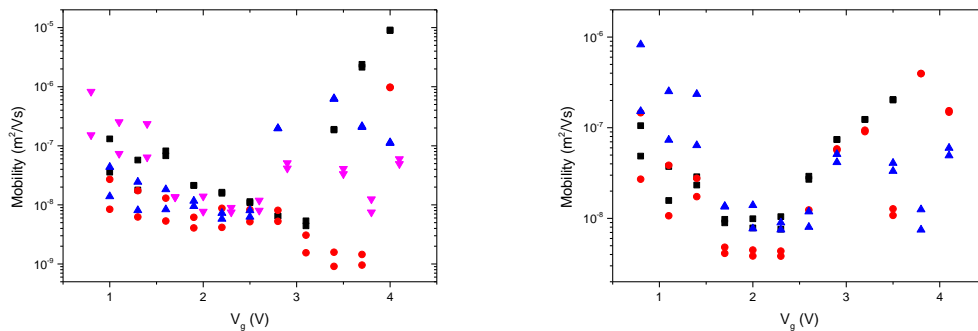 10⁻⁵
10⁻⁶
10⁻⁷
10⁻⁸
10⁻⁹
Mobility (m²/Vs)
1 2 3 4
V_g (V)
10⁻⁶
10⁻⁷
10⁻⁸
Mobility (m²/Vs)
1 2 3 4
V_g (V)